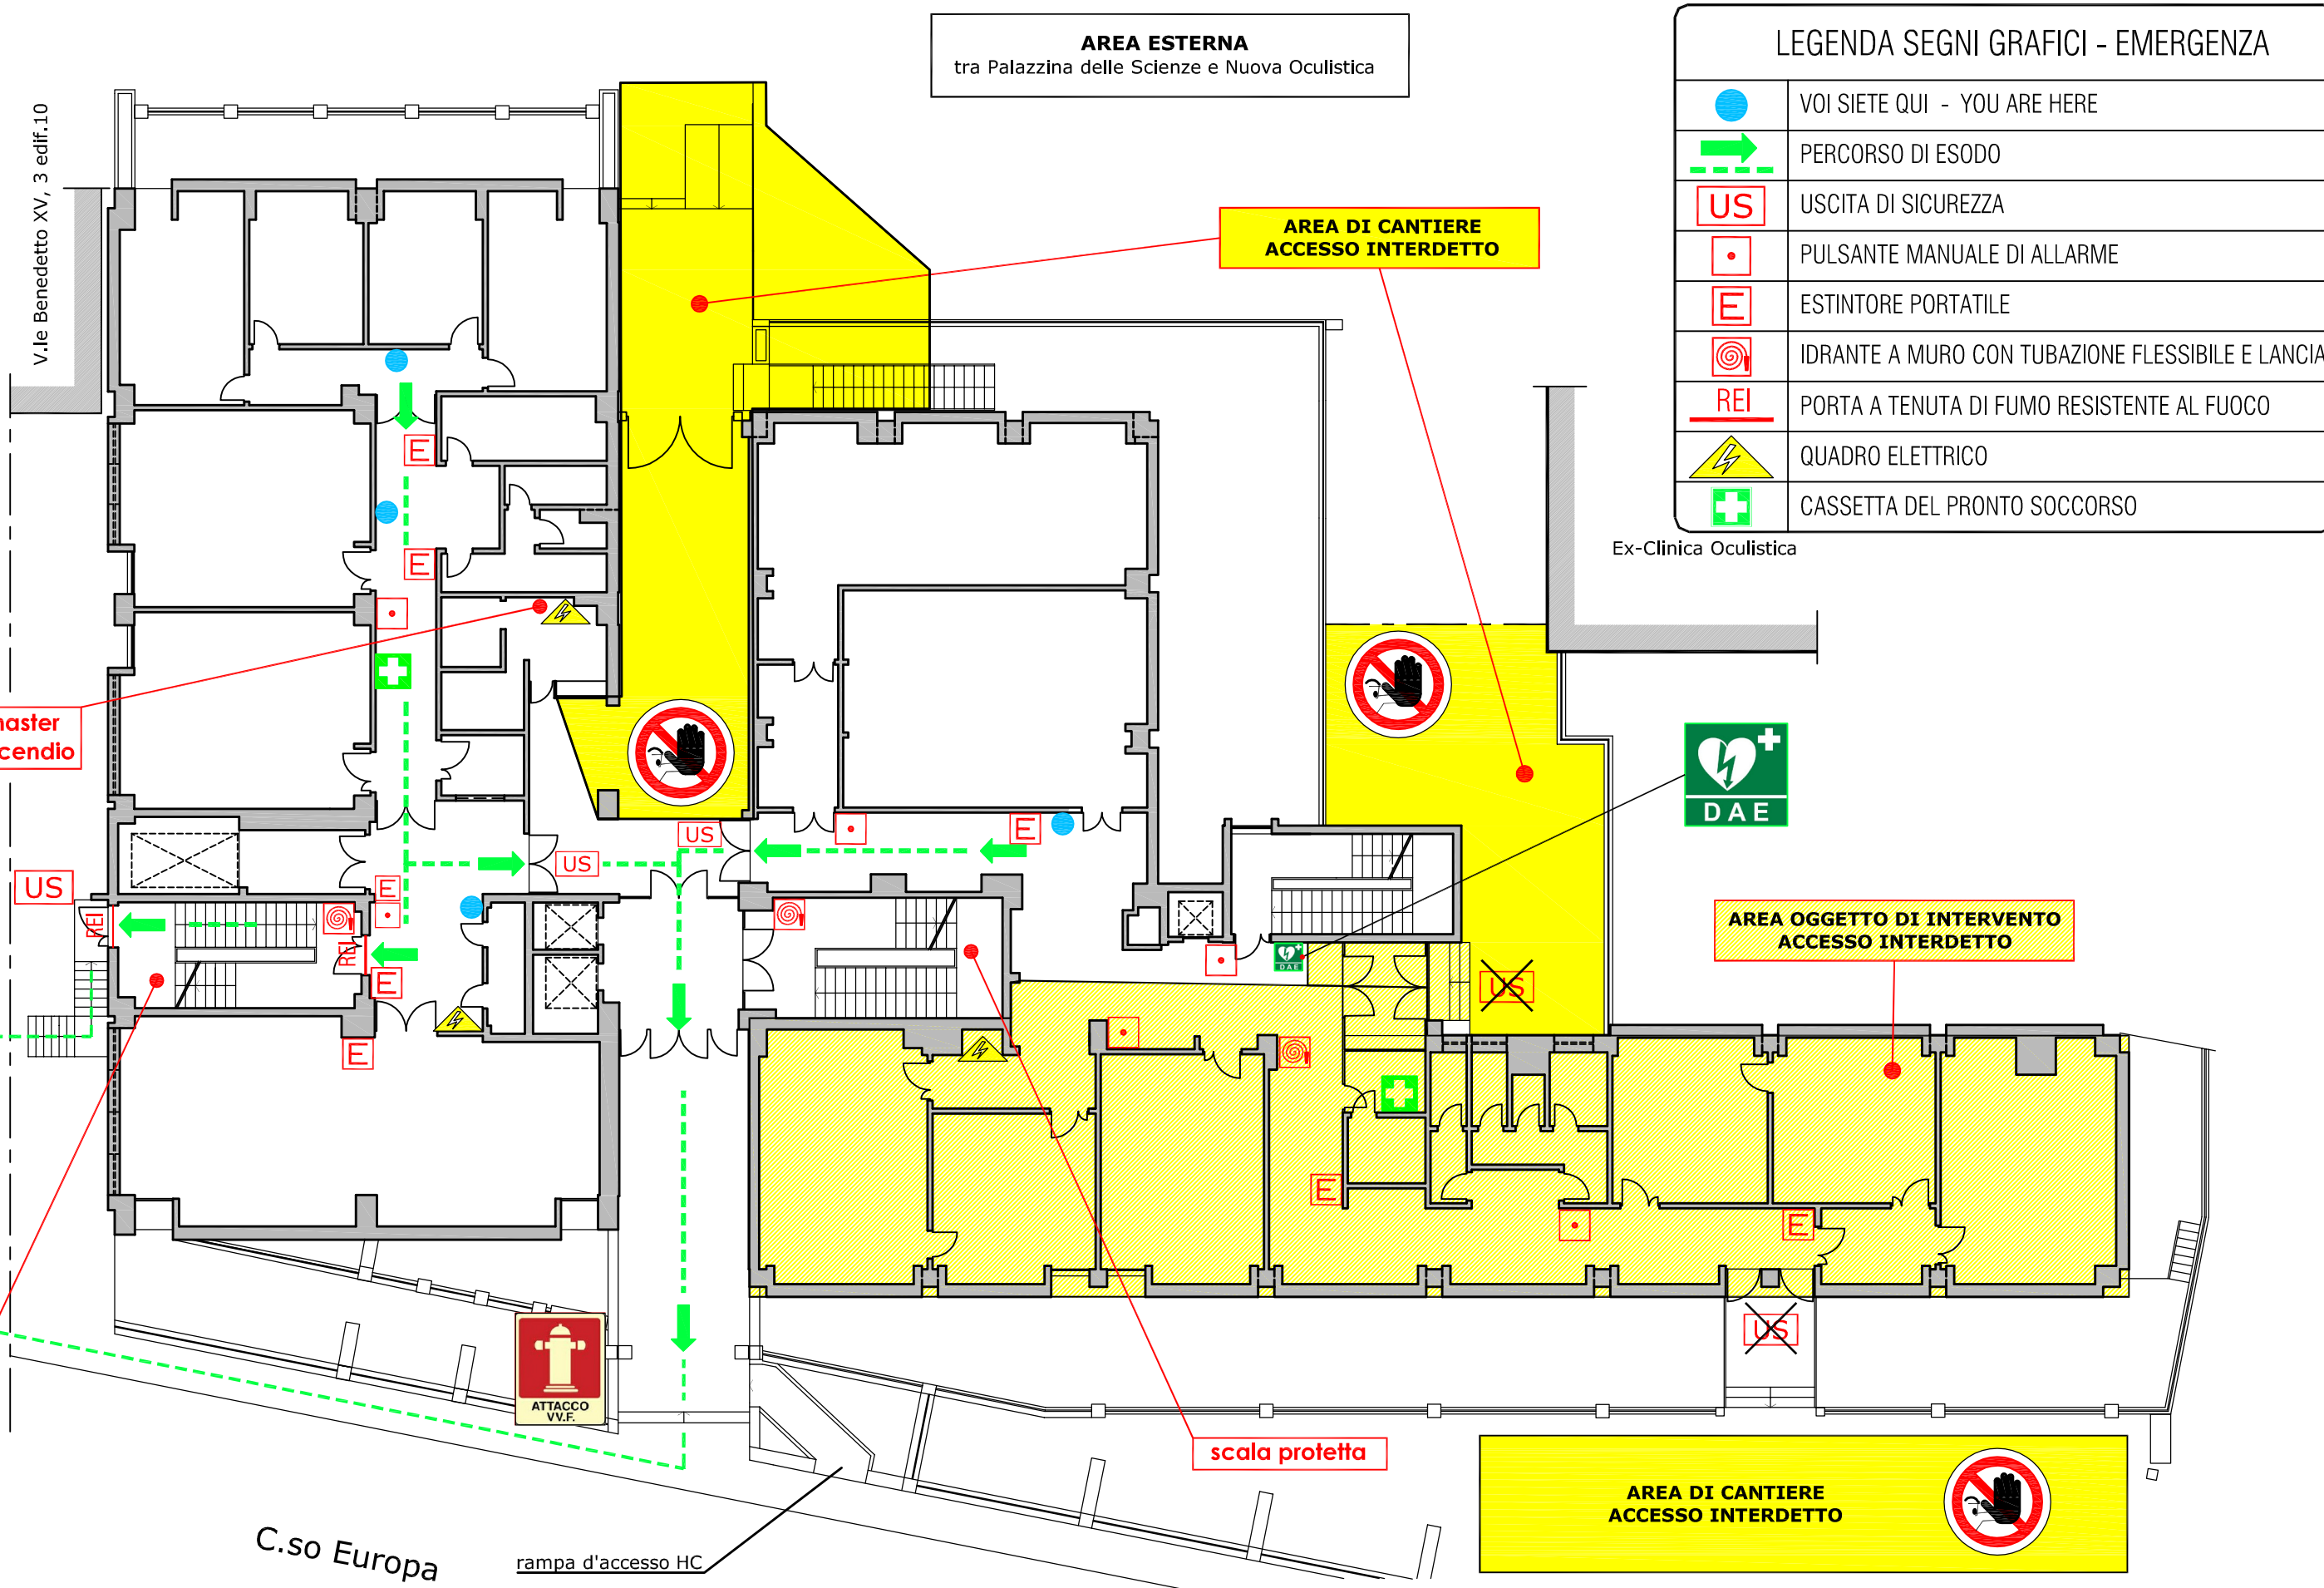 AREA ESTERNA
tra Palazzina delle Scienze e Nuova Oculistica
LEGENDA SEGNI GRAFICI - EMERGENZA
VOI SIETE QUI - YOU ARE HERE
PERCORSO DI ESODO
US
USCITA DI SICUREZZA
PULSANTE MANUALE DI ALLARME
E
ESTINTORE PORTATILE
IDRANTE A MURO CON TUBAZIONE FLESSIBILE E LANCIA
REI
PORTA A TENUTA DI FUMO RESISTENTE AL FUOCO
QUADRO ELETTRICO
CASSETTA DEL PRONTO SOCCORSO
V.le Benedetto XV, 3 edif.10
AREA DI CANTIERE
ACCESSO INTERDETTO
Ex-Clinica Oculistica
E
E
master
cendio
DAE
US
US
E
US
E
REI
REI
E
E
AREA OGGETTO DI INTERVENTO
ACCESSO INTERDETTO
DAE
US
E
E
US
ATTACCO
VV.F.
scala protetta
AREA DI CANTIERE
ACCESSO INTERDETTO
C.so Europa
rampa d'accesso HC